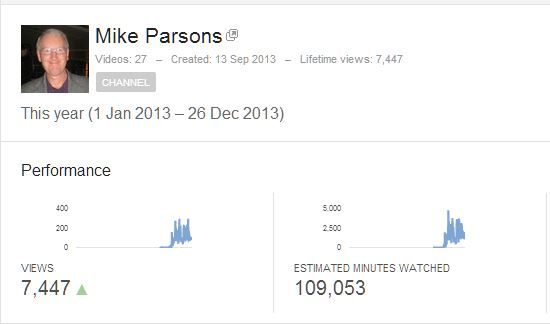 Mike Parsons
Videos: 27 – Created: 13 Sep 2013 – Lifetime views: 7,447
CHANNEL
This year (1 Jan 2013 – 26 Dec 2013)
Performance
400
200
0
VIEWS
7,447
5,000
2,500
0
ESTIMATED MINUTES WATCHED
109,053